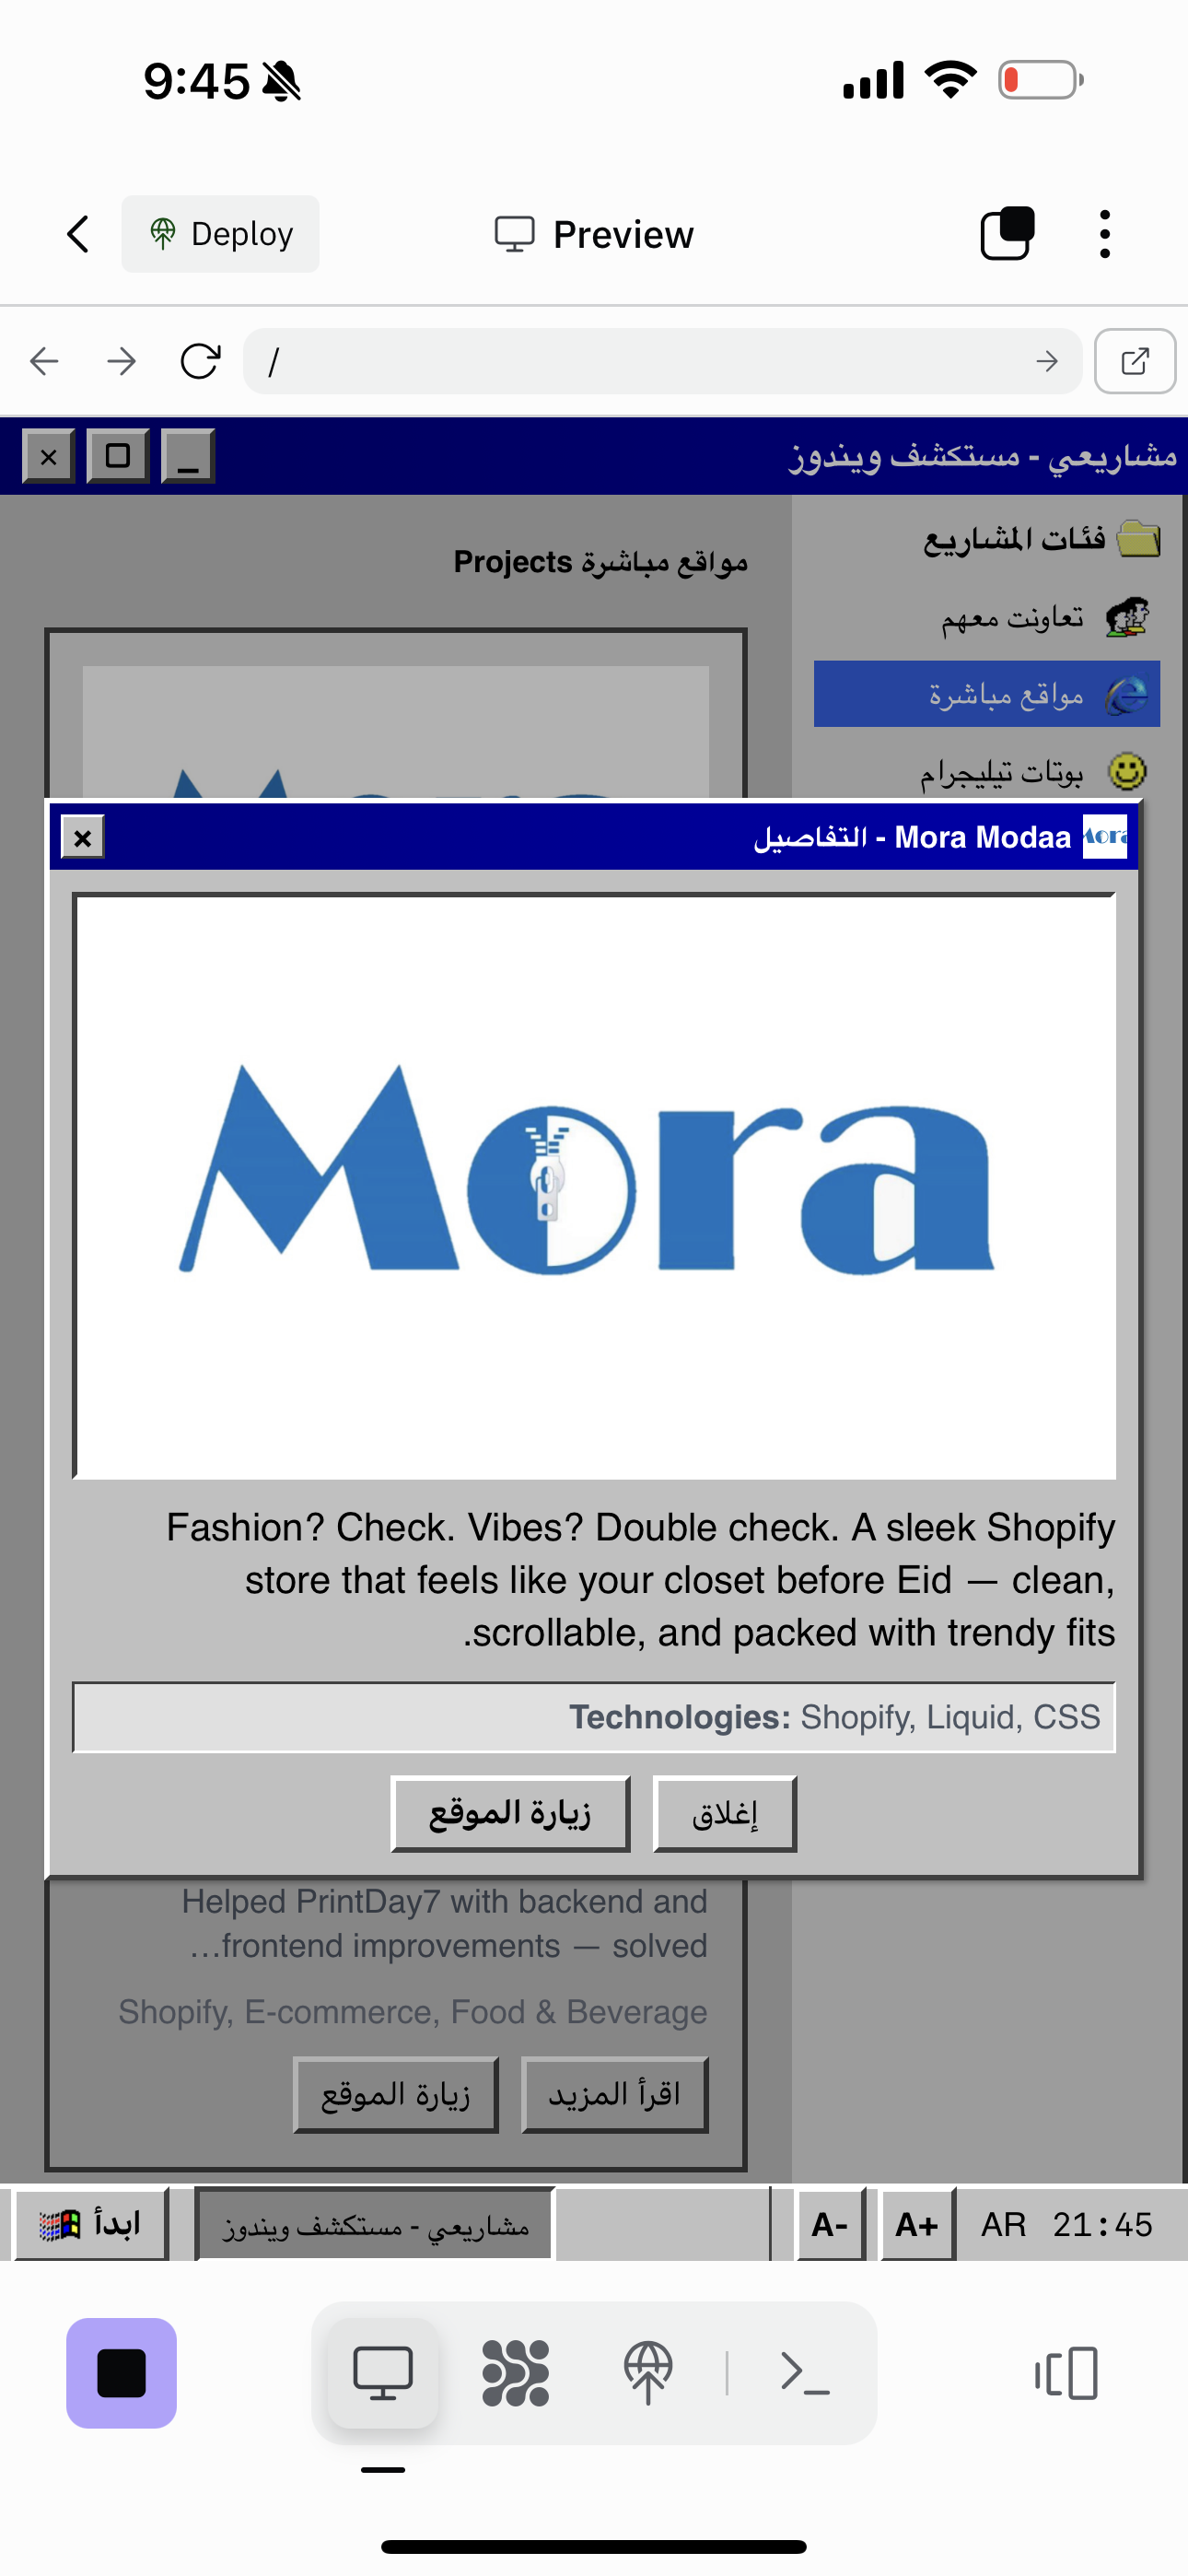 9:45
Deploy
Preview
/
مشاريعي - مستكشف ويندوز
فئات المشاريع
تعاونت معهم
مواقع مباشرة
بوتات تيليجرام
مواقع مباشرة Projects
Mora Modaa - التفاصيل
Mora
Mora
Fashion? Check. Vibes? Double check. A sleek Shopify
store that feels like your closet before Eid — clean,
scrollable, and packed with trendy fits.
Technologies: Shopify, Liquid, CSS
إغلاق
زيارة الموقع
Helped PrintDay7 with backend and
frontend improvements — solved...
Shopify, E-commerce, Food & Beverage
اقرأ المزيد
زيارة الموقع
ابدأ
مشاريعي - مستكشف ويندوز
A-
A+
AR
21:45